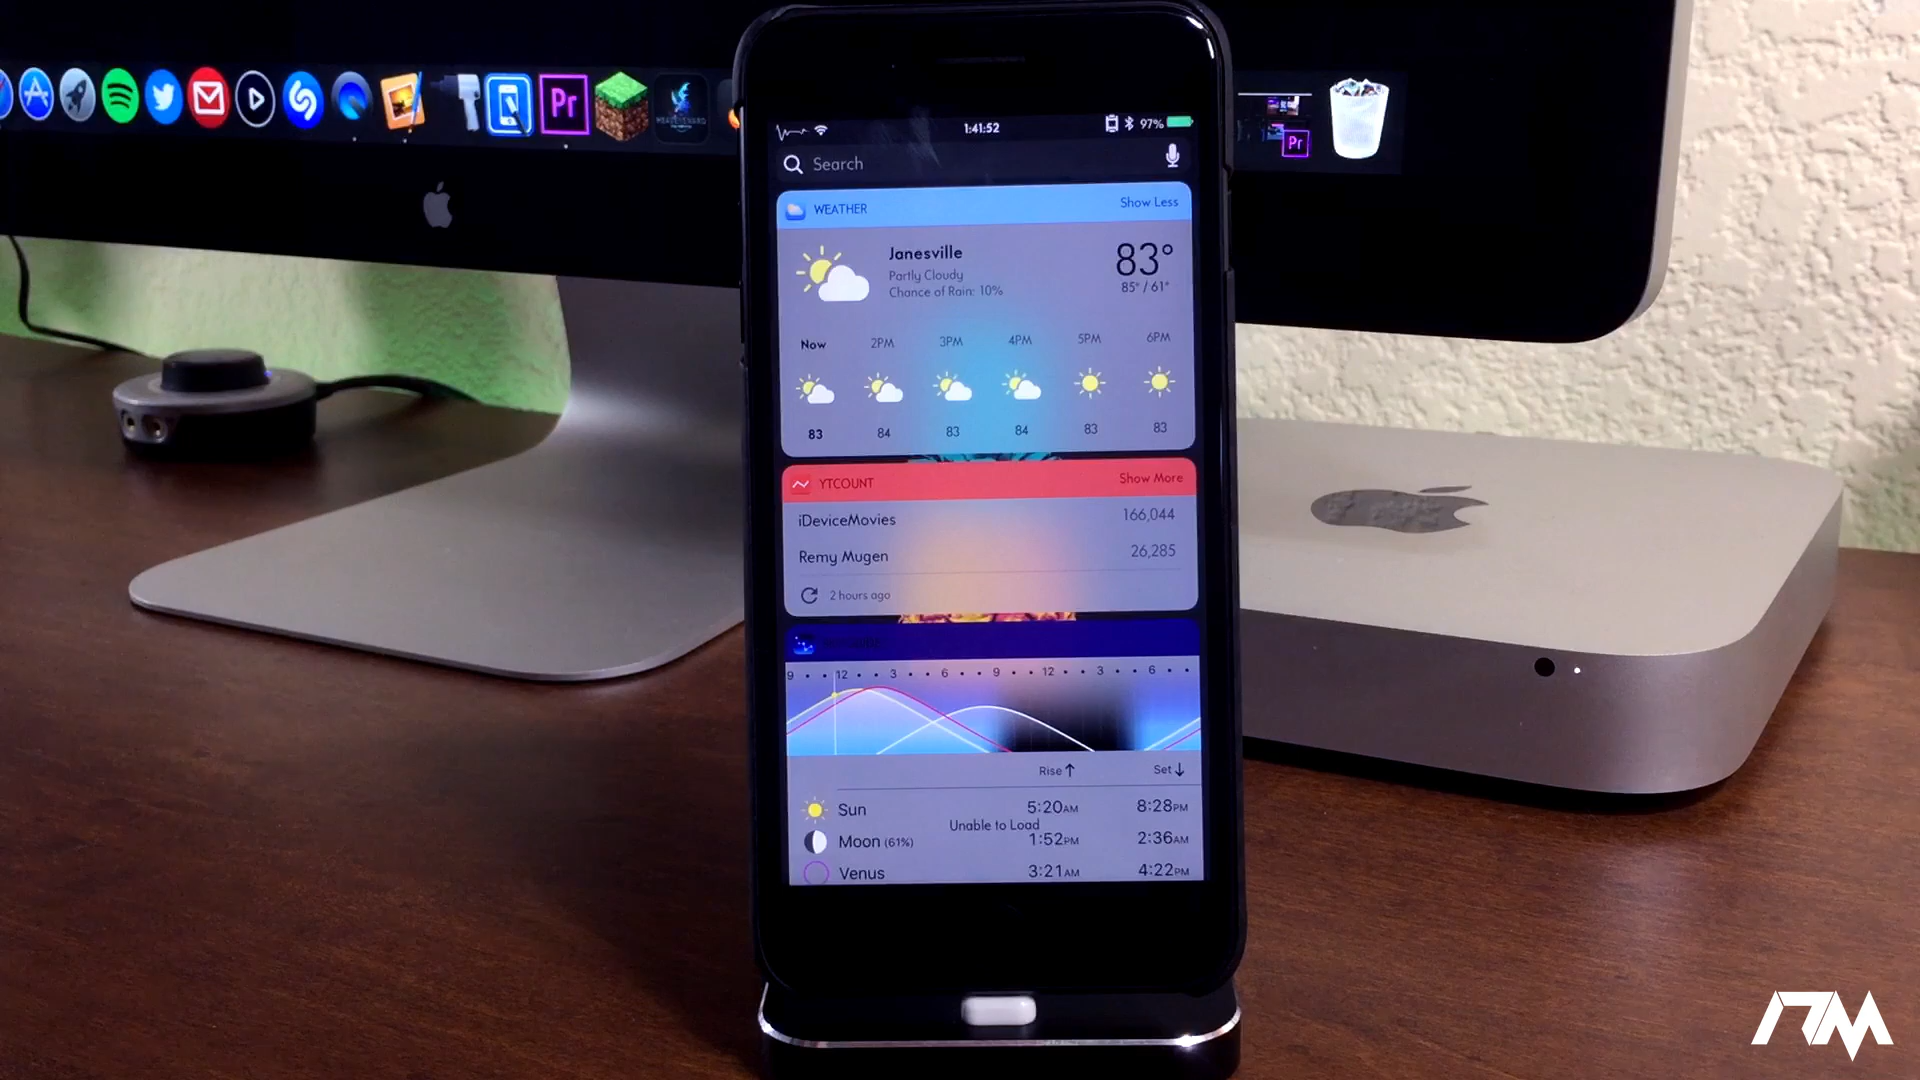 Pr
Pr
1:41:52
97%
Search
WEATHER
Show Less
Janesville
Partly Cloudy
Chance of Rain: 10%
83°
85° / 61°
Now 2PM 3PM 4PM 5PM 6PM
83 84 83 84 83 83
YTCOUNT
Show More
iDeviceMovies 166,044
Remy Mugen 26,285
2 hours ago
9 · · 12 · · 3 · · 6 · · 9 · · 12 · · 3 · · 6 · ·
Rise↑ Set↓
Sun 5:20AM 8:28PM
Unable to Load
Moon (61%) 1:52PM 2:36AM
Venus 3:21AM 4:22PM